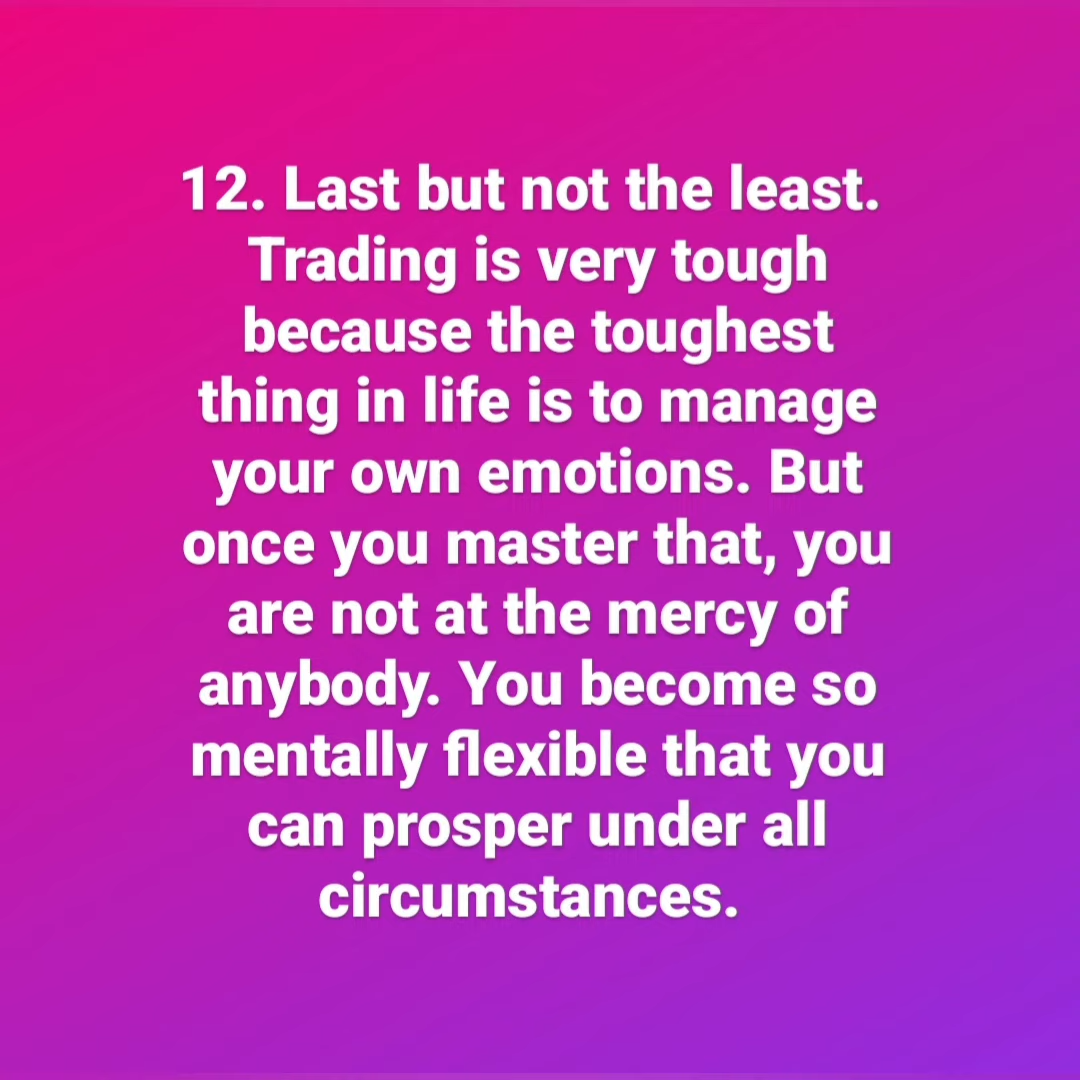 12. Last but not the least.
Trading is very tough
because the toughest
thing in life is to manage
your own emotions. But
once you master that, you
are not at the mercy of
anybody. You become so
mentally flexible that you
can prosper under all
circumstances.